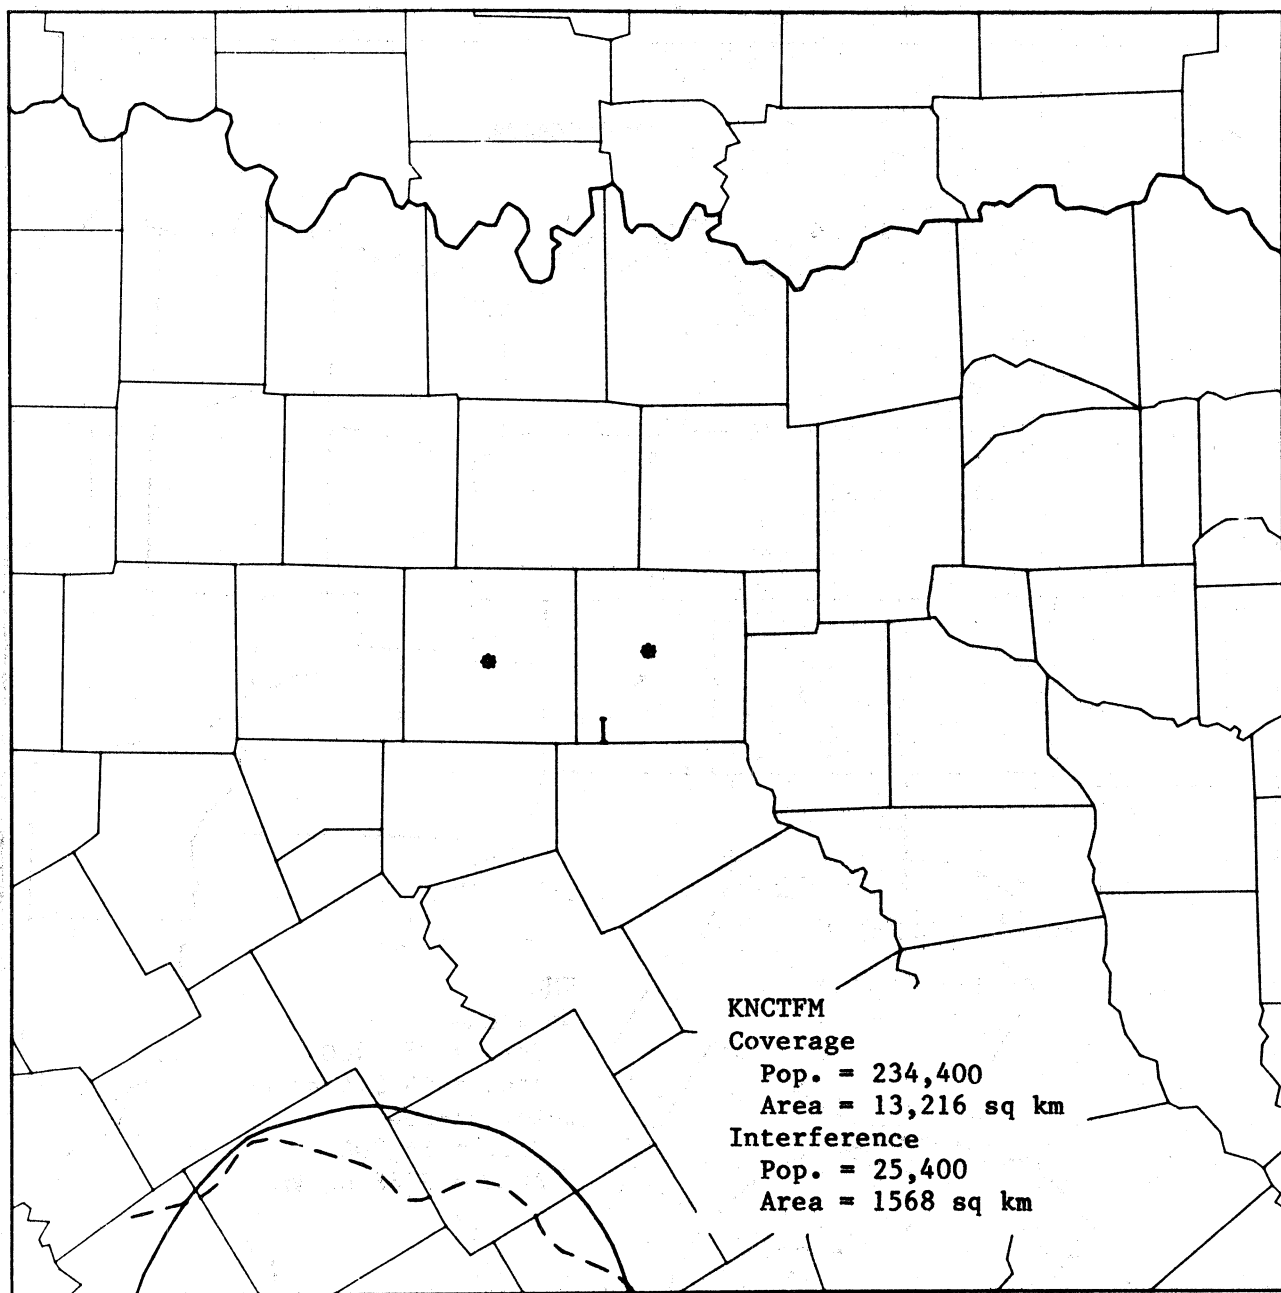 KNCTFM
Coverage
Pop. = 234,400
Area = 13,216 sq km
Interference
Pop. = 25,400
Area = 1568 sq km